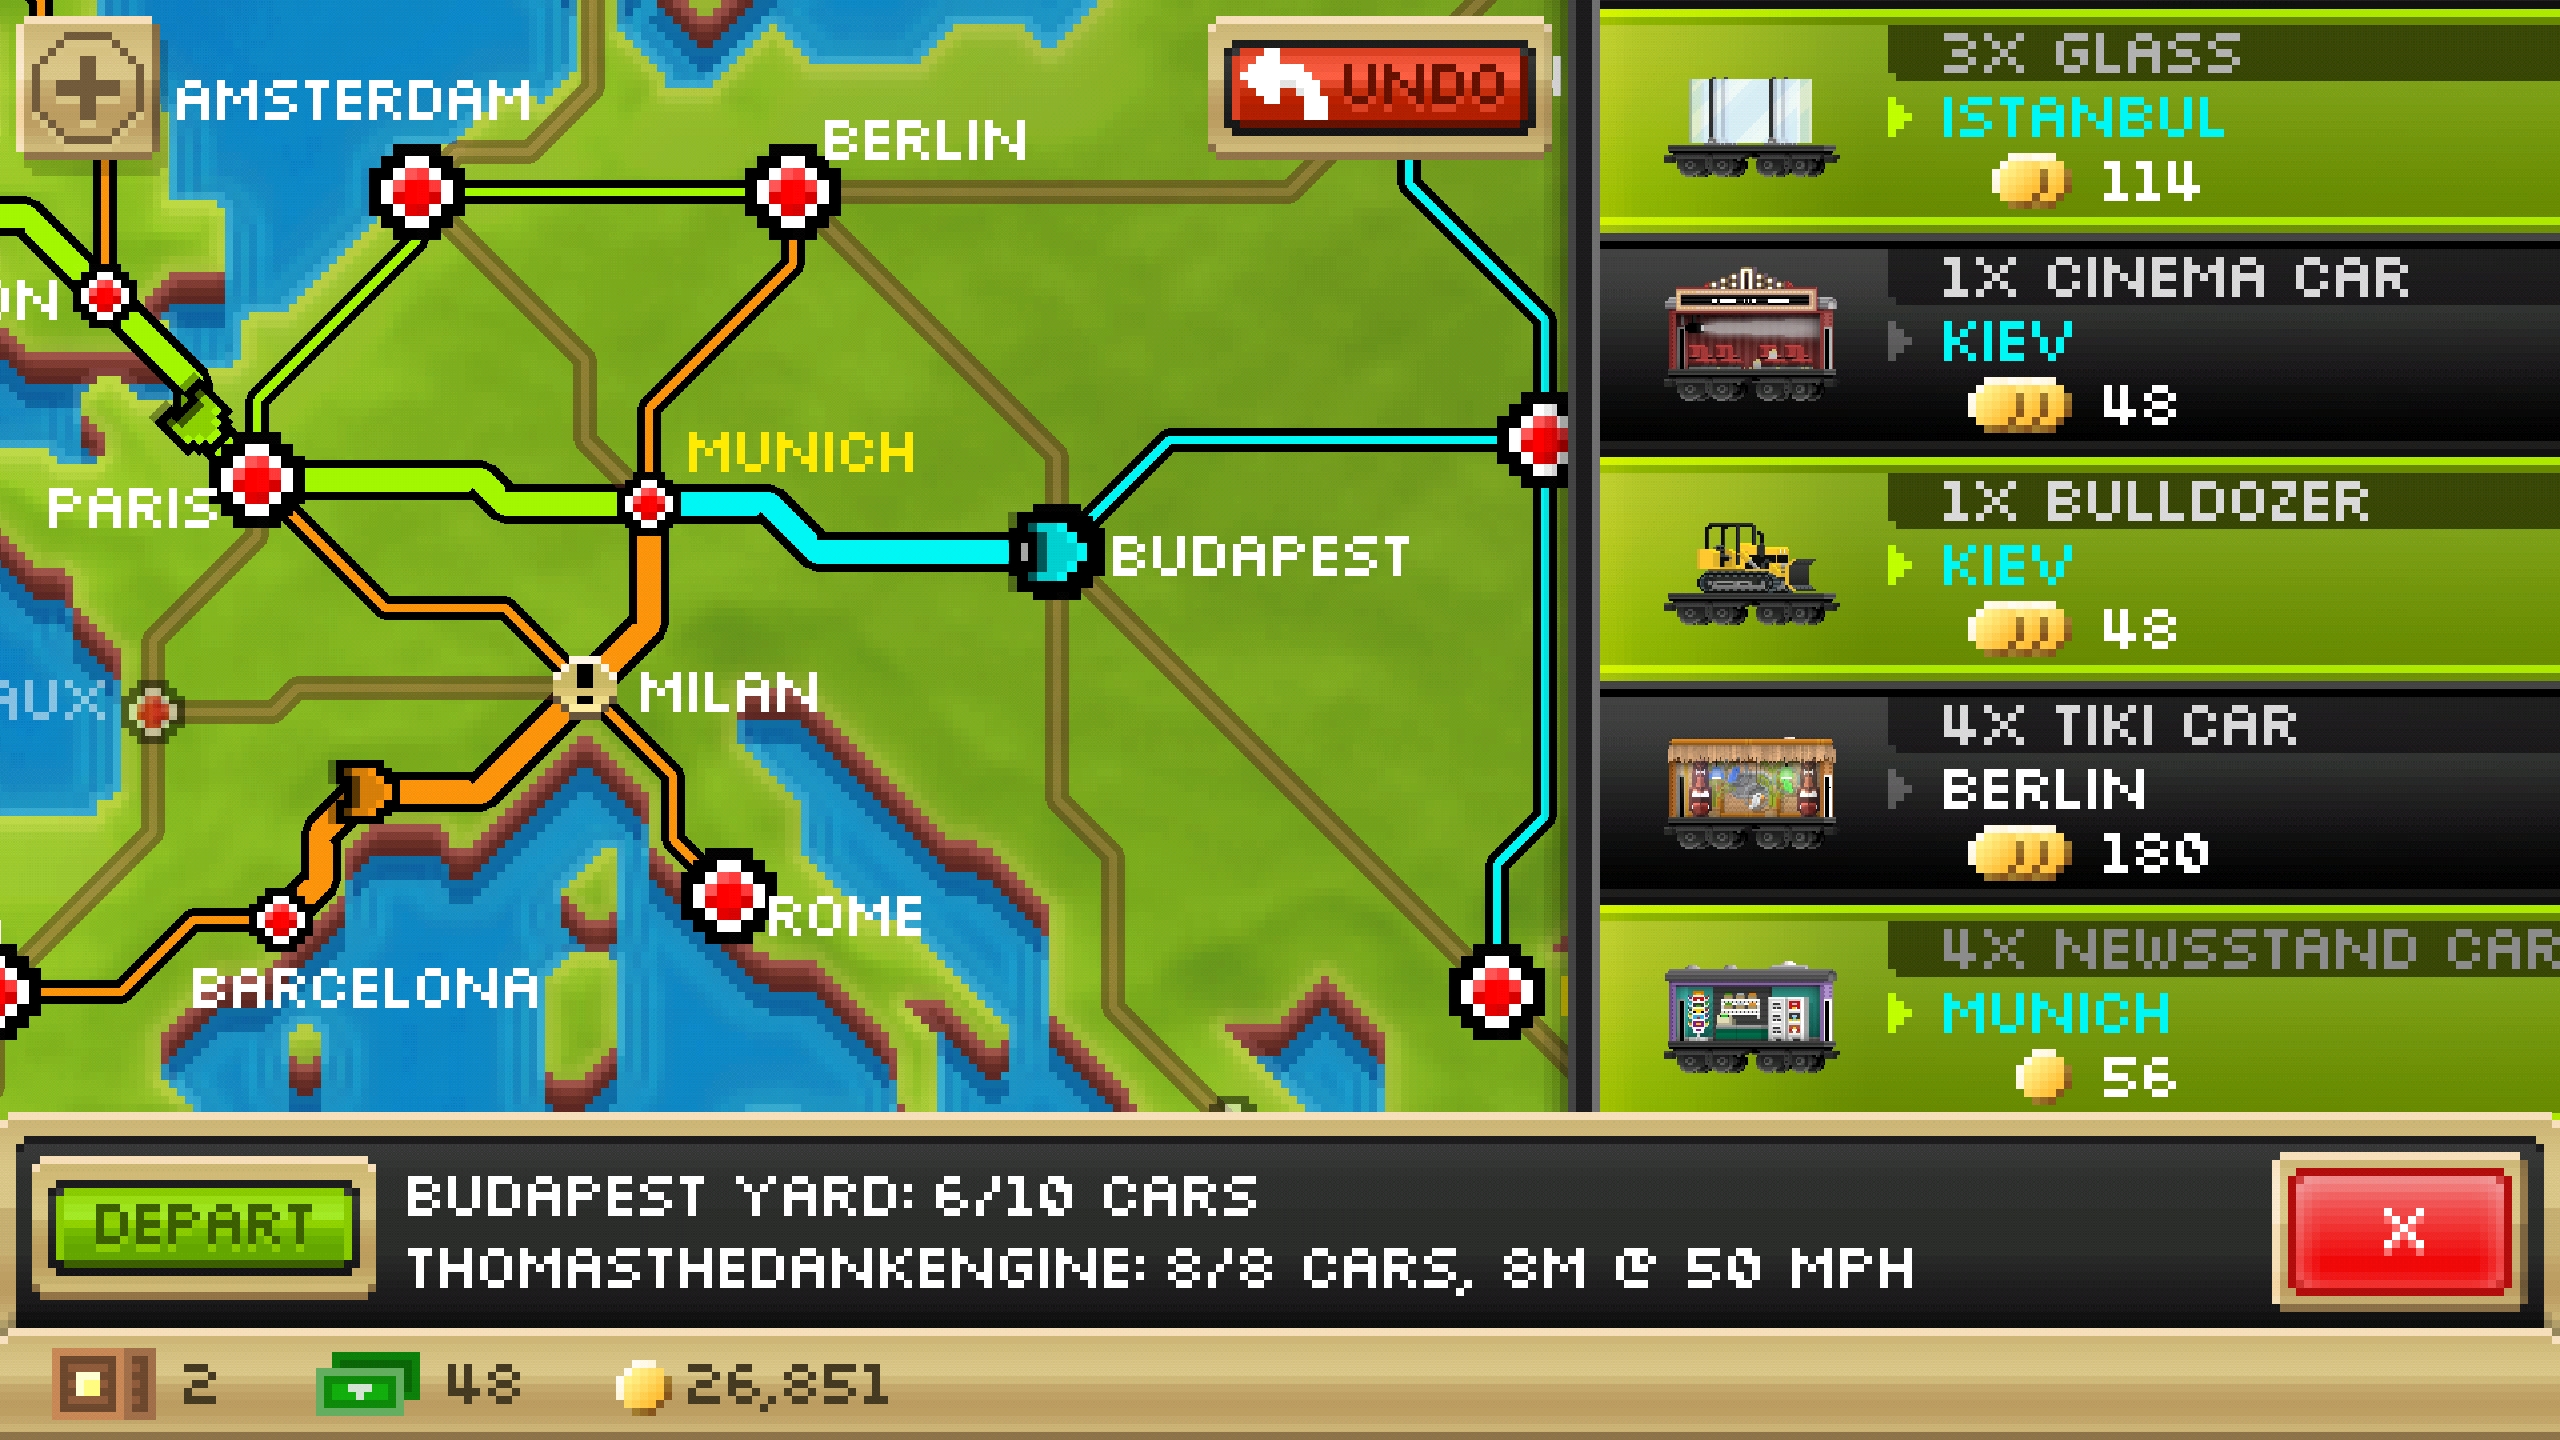 AMSTERDAM
BERLIN
UNDO
ON
MUNICH
PARIS
BUDAPEST
MILAN
AUX
ROME
BARCELONA
3X GLASS
ISTANBUL
114
1X CINEMA CAR
KIEV
48
1X BULLDOZER
KIEV
48
4X TIKI CAR
BERLIN
180
4X NEWSSTAND CAR
MUNICH
56
DEPART
BUDAPEST YARD: 6/10 CARS
THOMASTHEDANKENGINE: 8/8 CARS, 8M @ 50 MPH
X
2
48
26,851